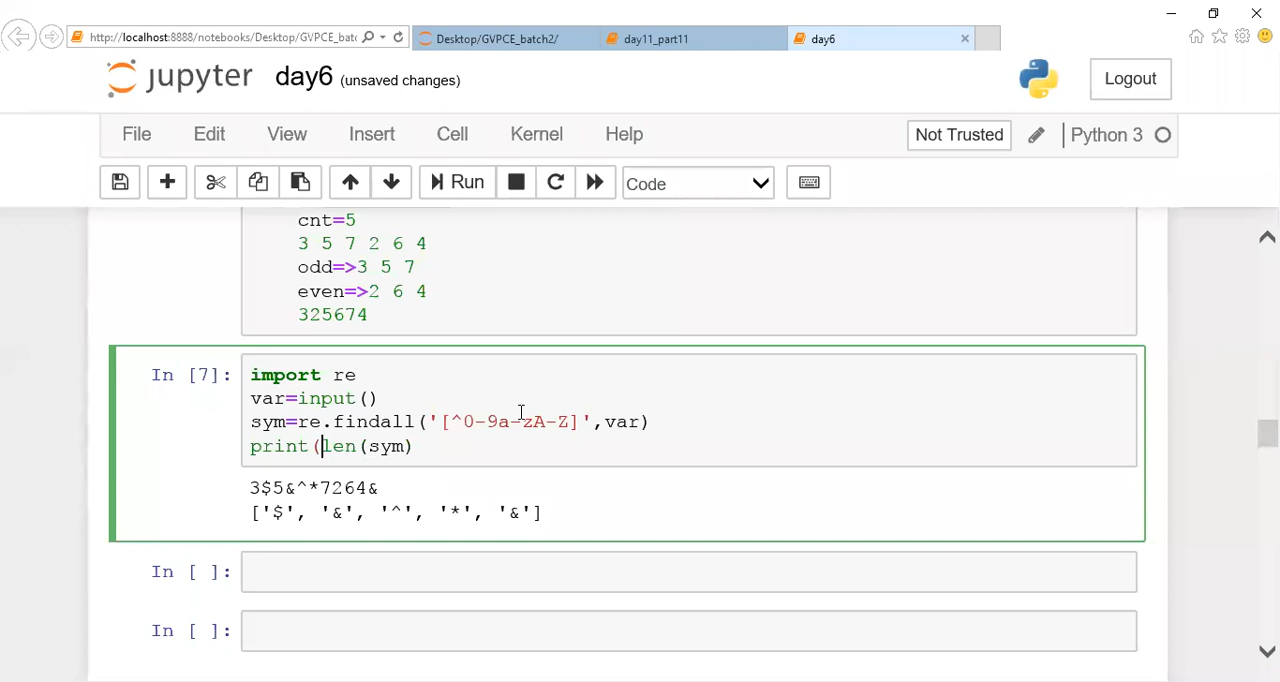 http://localhost:8888/notebooks/Desktop/GVPCE_batc
Desktop/GVPCE_batch2/
day11_part11
day6
jupyter day6 (unsaved changes)
Logout
File Edit View Insert Cell Kernel Help
Not Trusted
Python 3
Run
Code
cnt=5
3 5 7 2 6 4
odd=>3 5 7
even=>2 6 4
325674
In [7]:
import re
var=input()
sym=re.findall('[^0-9a-zA-Z]',var)
print(len(sym)
3$5&^*7264&
['$', '&', '^', '*', '&']
In [ ]:
In [ ]: